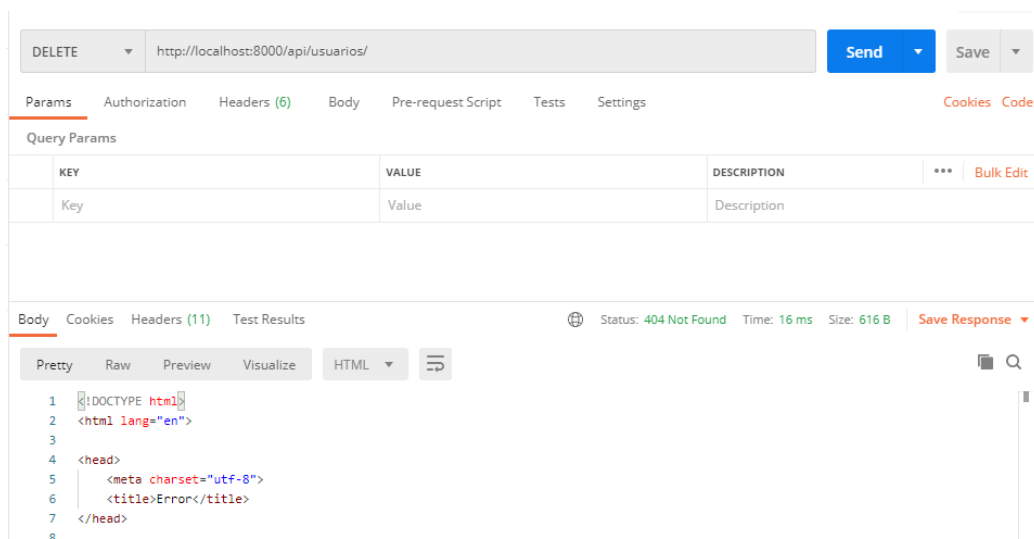 DELETE http://localhost:8000/api/usuarios/ Send Save
Params Authorization Headers (6) Body Pre-request Script Tests Settings Cookies Code
Query Params
KEY VALUE DESCRIPTION ••• Bulk Edit
Key Value Description
Body Cookies Headers (11) Test Results Status: 404 Not Found Time: 16 ms Size: 616 B Save Response
Pretty Raw Preview Visualize HTML
1 <!DOCTYPE html>
2 <html lang="en">
3
4 <head>
5 <meta charset="utf-8">
6 <title>Error</title>
7 </head>
8